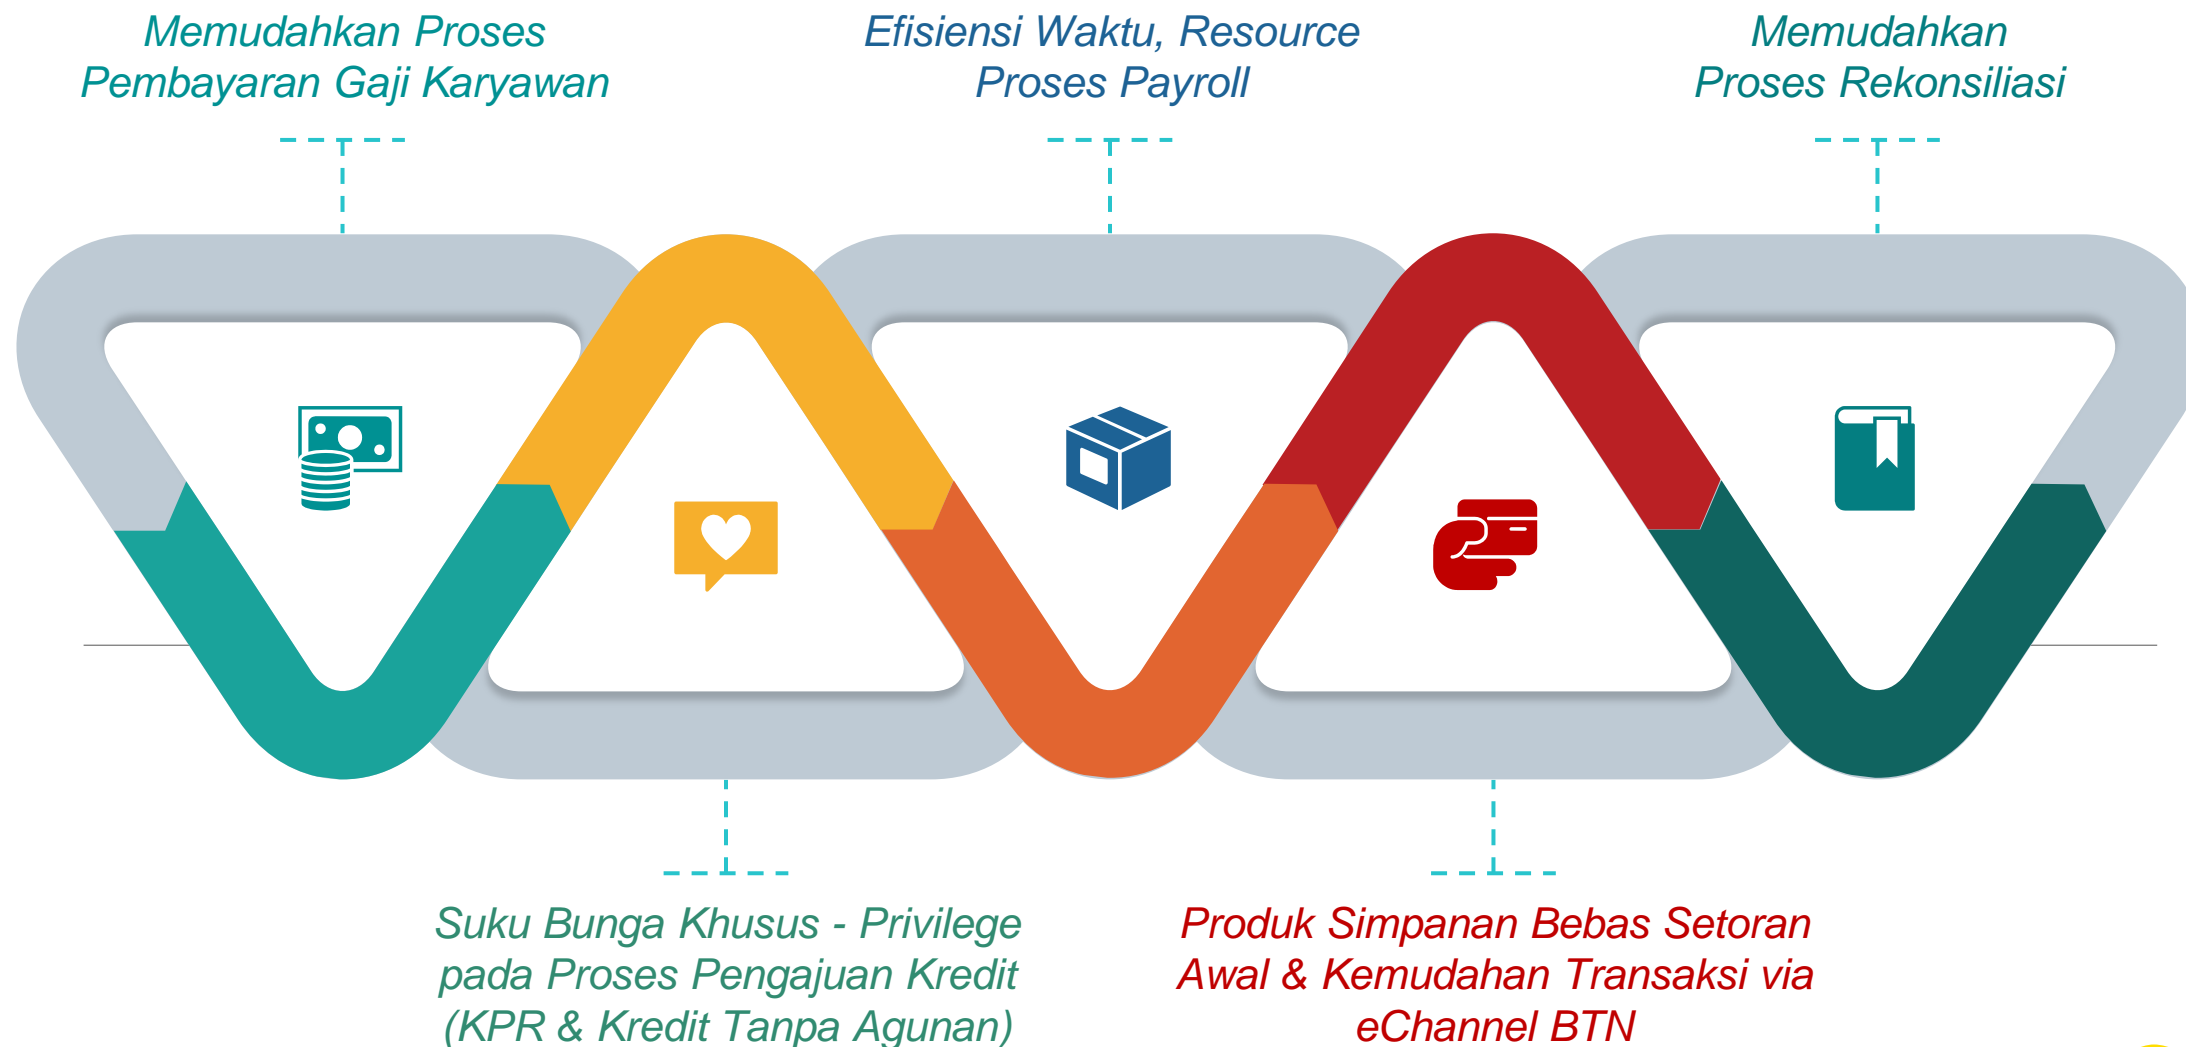 Memudahkan Proses
Pembayaran Gaji Karyawan
Efisiensi Waktu, Resource
Proses Payroll
Memudahkan
Proses Rekonsiliasi
Suku Bunga Khusus - Privilege
pada Proses Pengajuan Kredit
(KPR & Kredit Tanpa Agunan)
Produk Simpanan Bebas Setoran
Awal & Kemudahan Transaksi via
eChannel BTN